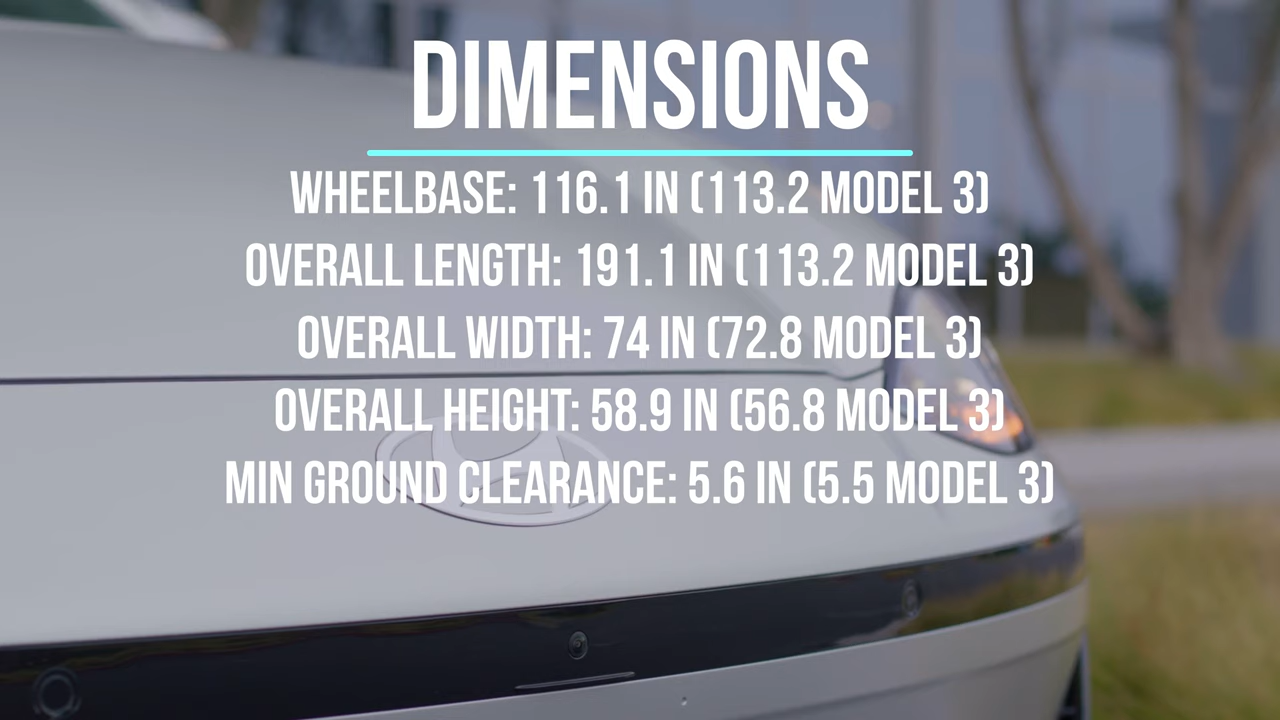 DIMENSIONS
WHEELBASE: 116.1 IN (113.2 MODEL 3)
OVERALL LENGTH: 191.1 IN (113.2 MODEL 3)
OVERALL WIDTH: 74 IN (72.8 MODEL 3)
OVERALL HEIGHT: 58.9 IN (56.8 MODEL 3)
MIN GROUND CLEARANCE: 5.6 IN (5.5 MODEL 3)